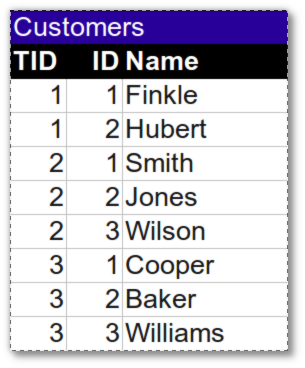 Customers
TID ID Name
1 1 Finkle
1 2 Hubert
2 1 Smith
2 2 Jones
2 3 Wilson
3 1 Cooper
3 2 Baker
3 3 Williams